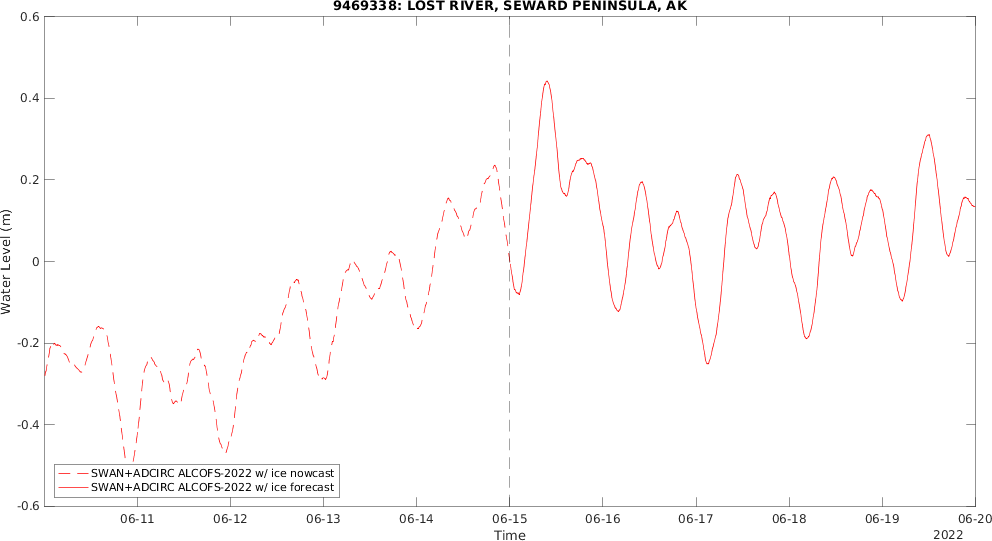 9469338: LOST RIVER, SEWARD PENINSULA, AK
0.6
0.4
0.2
0
-0.2
-0.4
-0.6
Water Level (m)
SWAN+ADCIRC ALCOFS-2022 w/ ice nowcast
SWAN+ADCIRC ALCOFS-2022 w/ ice forecast
06-11 06-12 06-13 06-14 06-15 06-16 06-17 06-18 06-19 06-20
Time
2022